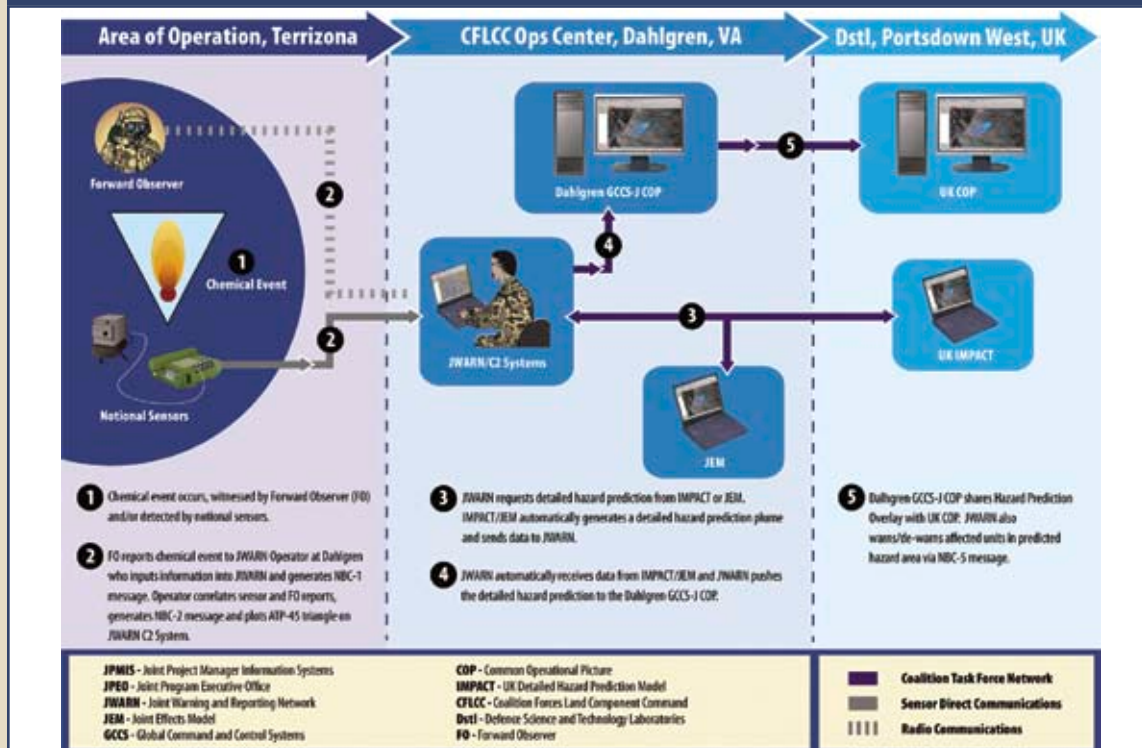 Area of Operation, Terrizona
CFLCC Ops Center, Dahlgren, VA
Dstl, Portsdown West, UK
Forward Observer
2
1
Chemical Event
2
Notional Sensors
Dahlgren GCCS-J COP
4
JWARN/C2 Systems
3
JEM
5
UK COP
UK IMPACT
1 Chemical event occurs, witnessed by Forward Observer (FO)
and/or detected by notional sensors.
2 FO reports chemical event to JWARN Operator at Dahlgren
who inputs information into JWARN and generates NBC-1
message. Operator correlates sensor and FO reports,
generates NBC-2 message and plots ATP-45 triangle on
JWARN C2 System.
3 JWARN requests detailed hazard prediction from IMPACT or JEM.
IMPACT/JEM automatically generates a detailed hazard prediction plume
and sends data to JWARN.
4 JWARN automatically receives data from IMPACT/JEM and JWARN pushes
the detailed hazard prediction to the Dahlgren GCCS-J COP.
5 Dahlgren GCCS-J COP shares Hazard Prediction
Overlay with UK COP. JWARN also
warns/de-warns affected units in predicted
hazard area via NBC-5 message.
JPMIS - Joint Project Manager Information Systems
JPEO - Joint Program Executive Office
JWARN - Joint Warning and Reporting Network
JEM - Joint Effects Model
GCCS - Global Command and Control Systems
COP - Common Operational Picture
IMPACT - UK Detailed Hazard Prediction Model
CFLCC - Coalition Forces Land Component Command
Dstl - Defence Science and Technology Laboratories
FO - Forward Observer
Coalition Task Force Network
Sensor Direct Communications
Radio Communications